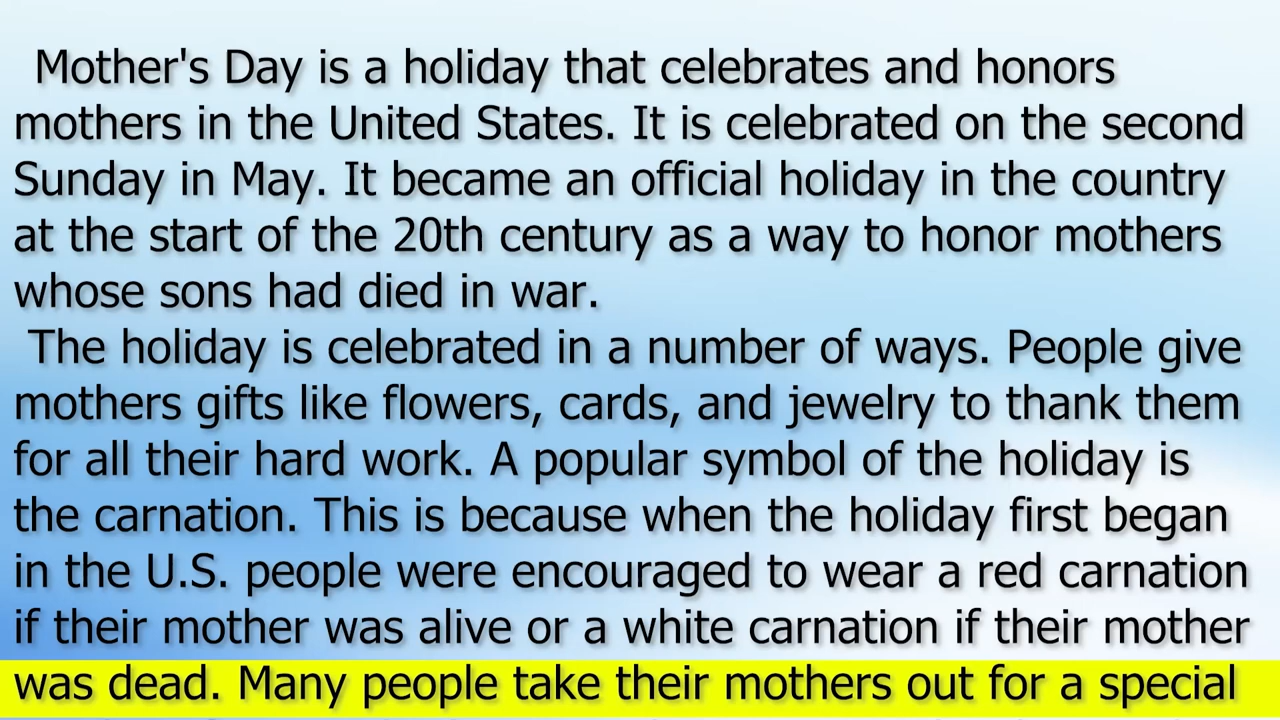 Mother's Day is a holiday that celebrates and honors
mothers in the United States. It is celebrated on the second
Sunday in May. It became an official holiday in the country
at the start of the 20th century as a way to honor mothers
whose sons had died in war.
The holiday is celebrated in a number of ways. People give
mothers gifts like flowers, cards, and jewelry to thank them
for all their hard work. A popular symbol of the holiday is
the carnation. This is because when the holiday first began
in the U.S. people were encouraged to wear a red carnation
if their mother was alive or a white carnation if their mother
was dead. Many people take their mothers out for a special